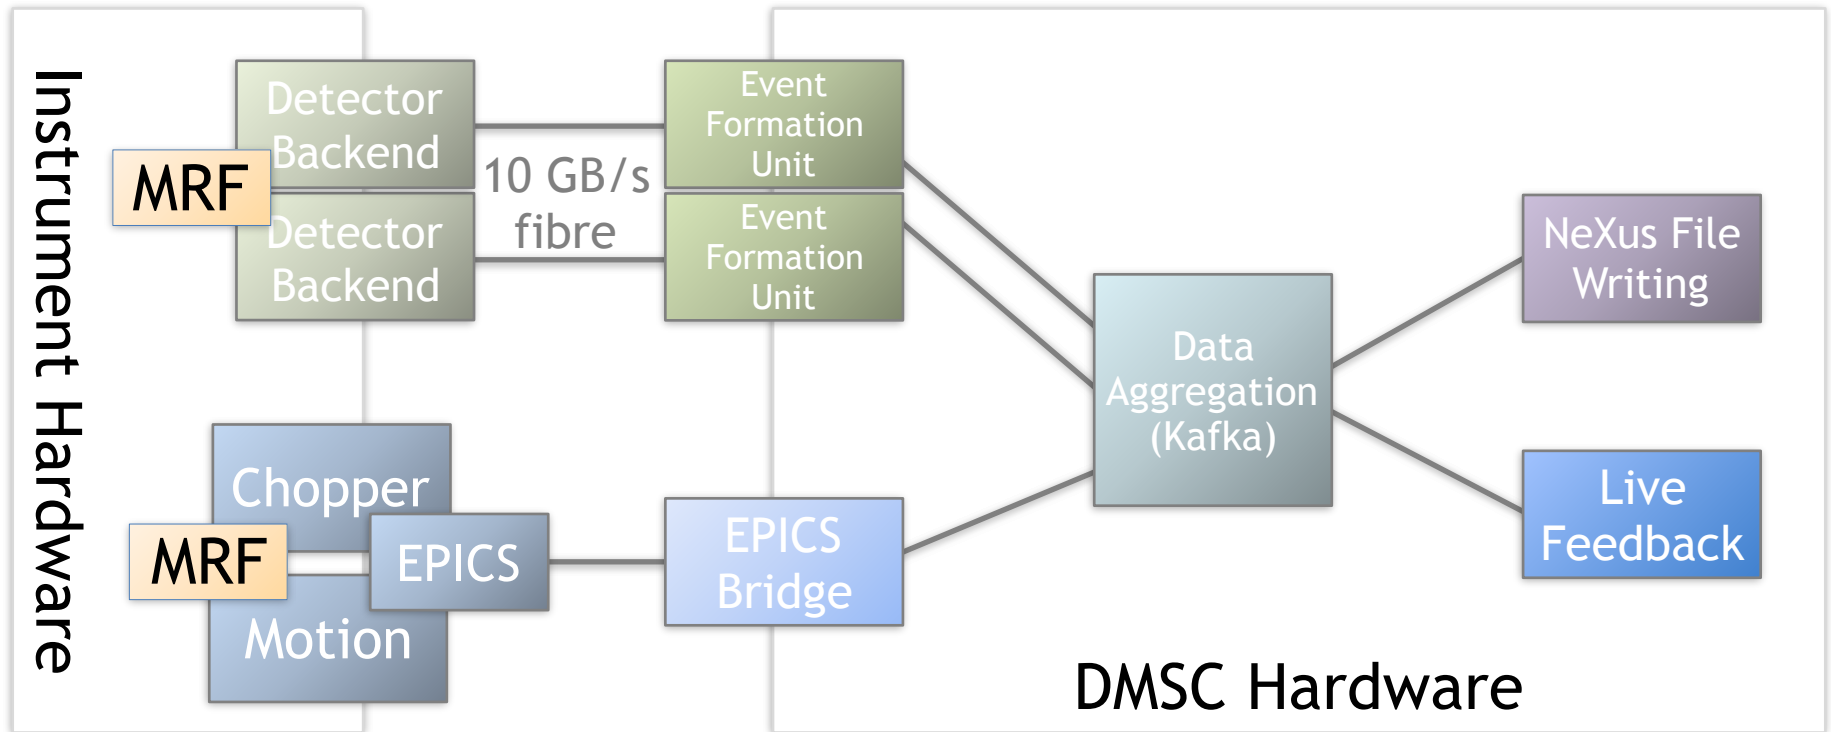 Instrument Hardware
Detector
Backend
MRF
Detector
Backend
10 GB/s
fibre
Event
Formation
Unit
Event
Formation
Unit
Chopper
MRF
EPICS
Motion
EPICS
Bridge
Data
Aggregation
(Kafka)
NeXus File
Writing
Live
Feedback
DMSC Hardware